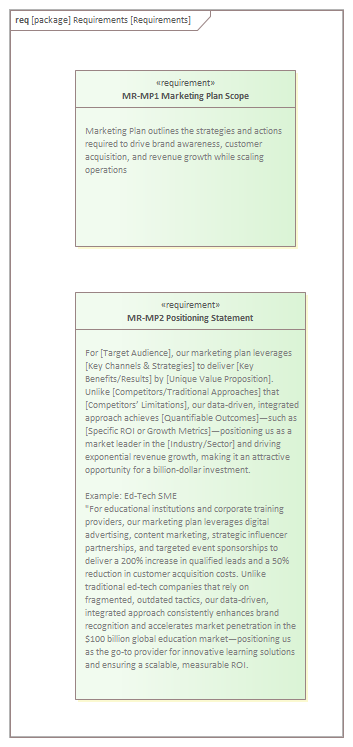 req [package] Requirements [Requirements]
«requirement»
MR-MP1 Marketing Plan Scope
Marketing Plan outlines the strategies and actions
required to drive brand awareness, customer
acquisition, and revenue growth while scaling
operations
«requirement»
MR-MP2 Positioning Statement
For [Target Audience], our marketing plan leverages
[Key Channels & Strategies] to deliver [Key
Benefits/Results] by [Unique Value Proposition].
Unlike [Competitors/Traditional Approaches] that
[Competitors' Limitations], our data-driven, integrated
approach achieves [Quantifiable Outcomes]—such as
[Specific ROI or Growth Metrics]—positioning us as a
market leader in the [Industry/Sector] and driving
exponential revenue growth, making it an attractive
opportunity for a billion-dollar investment.
Example: Ed-Tech SME
"For educational institutions and corporate training
providers, our marketing plan leverages digital
advertising, content marketing, strategic influencer
partnerships, and targeted event sponsorships to
deliver a 200% increase in qualified leads and a 50%
reduction in customer acquisition costs. Unlike
traditional ed-tech companies that rely on
fragmented, outdated tactics, our data-driven,
integrated approach consistently enhances brand
recognition and accelerates market penetration in the
$100 billion global education market—positioning us
as the go-to provider for innovative learning solutions
and ensuring a scalable, measurable ROI.